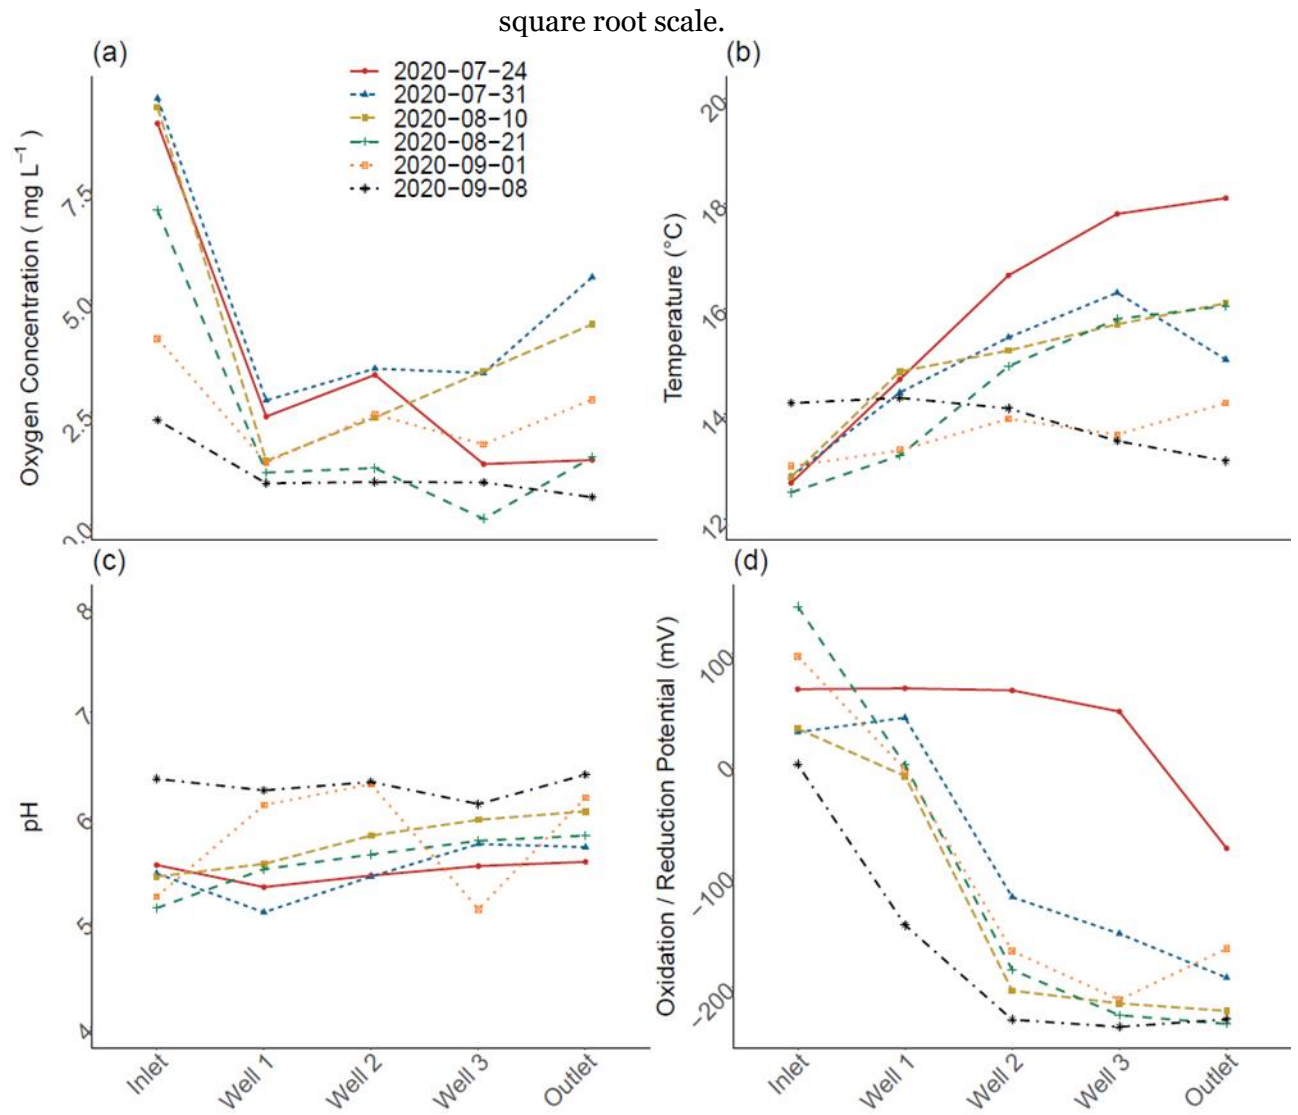 square root scale.
(a)
2020-07-24
2020-07-31
2020-08-10
2020-08-21
2020-09-01
2020-09-08
Oxygen Concentration ( mg L⁻¹ )
7.5
5.0
2.5
0.0
(b)
Temperature (°C)
20
18
16
14
12
(c)
pH
8
7
6
5
4
Inlet
Well 1
Well 2
Well 3
Outlet
(d)
Oxidation / Reduction Potential (mV)
100
0
-100
-200
Inlet
Well 1
Well 2
Well 3
Outlet